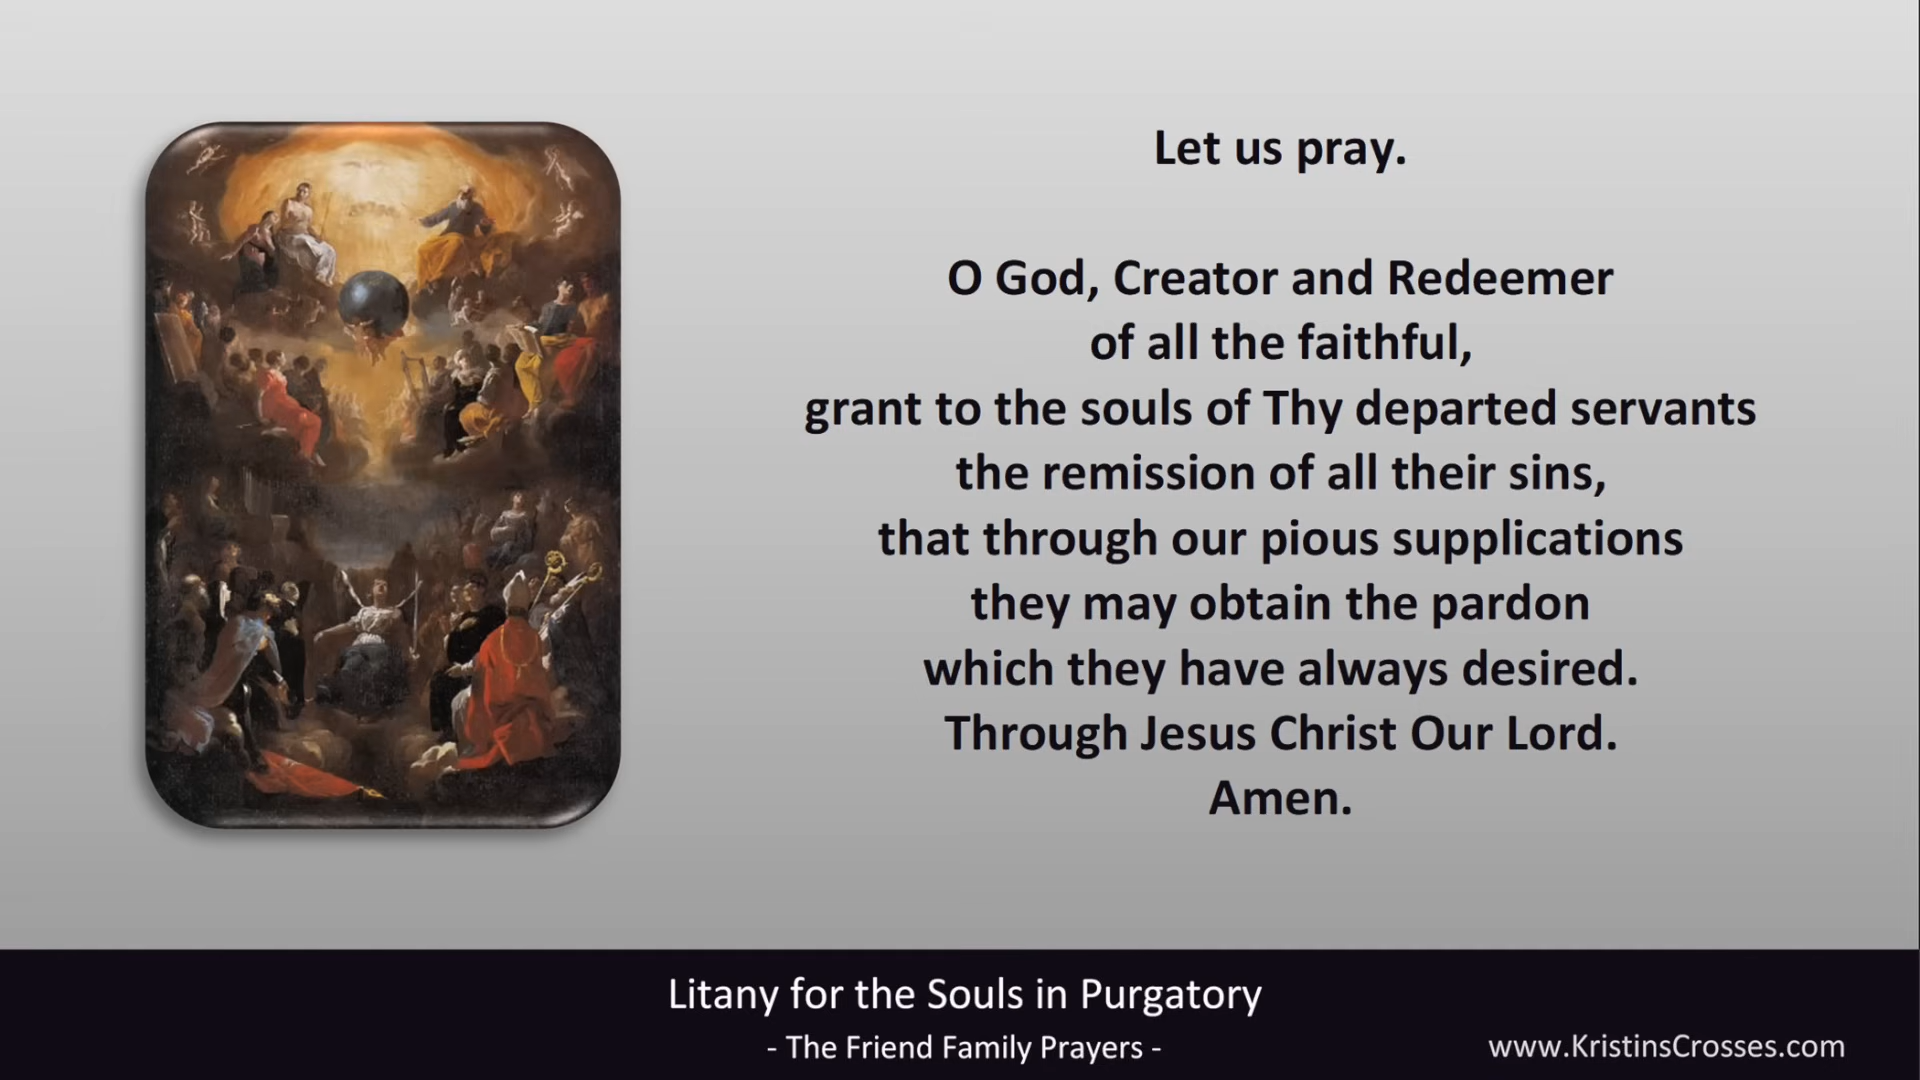 Let us pray.
O God, Creator and Redeemer
of all the faithful,
grant to the souls of Thy departed servants
the remission of all their sins,
that through our pious supplications
they may obtain the pardon
which they have always desired.
Through Jesus Christ Our Lord.
Amen.
Litany for the Souls in Purgatory
- The Friend Family Prayers -
www.KristinsCrosses.com